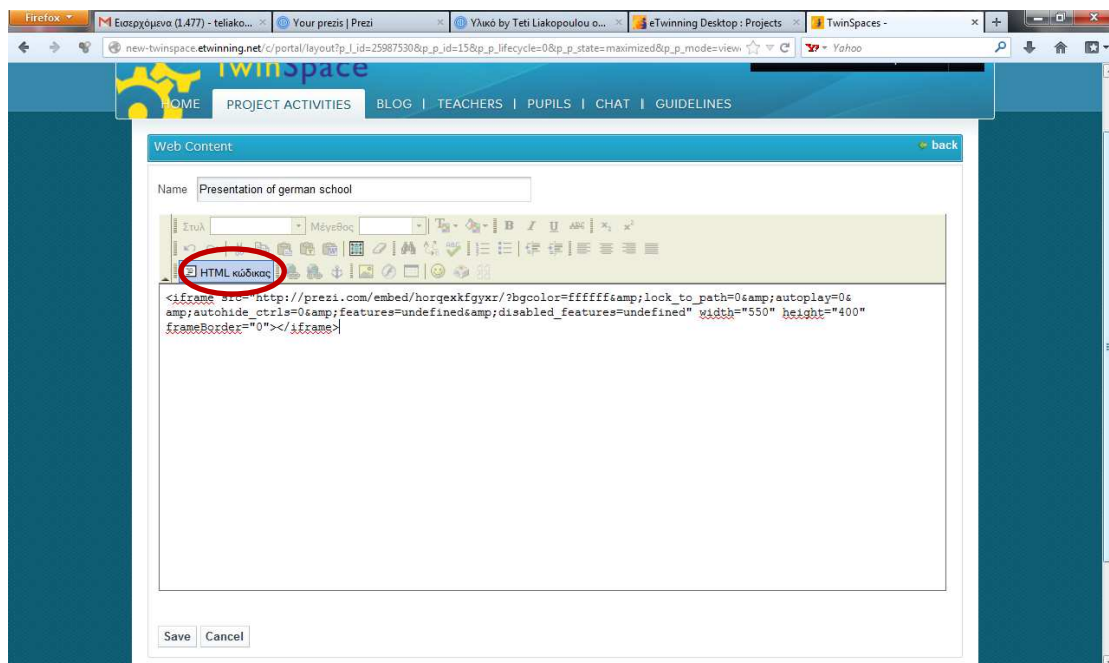 Firefox
Εισερχόμενα (1.477) - teliako...
Your prezis | Prezi
Υλικό by Teti Liakopoulou o...
eTwinning Desktop : Projects
TwinSpaces -
new-twinspace.etwinning.net/c/portal/layout?p_l_id=25987530&p_p_id=15&p_p_lifecycle=0&p_p_state=maximized&p_p_mode=view
Yahoo
TwinSpace
HOME
PROJECT ACTIVITIES
BLOG | TEACHERS | PUPILS | CHAT | GUIDELINES
Web Content
back
Name Presentation of german school
Στυλ Μέγεθος B I U ABC x₂ x²
HTML κώδικας
<iframe src="http://prezi.com/embed/horqexkfgyxr/?bgcolor=ffffff&amp;lock_to_path=0&amp;autoplay=0&
amp;autohide_ctrls=0&amp;features=undefined&amp;disabled_features=undefined" width="550" height="400"
frameBorder="0"></iframe>
Save Cancel